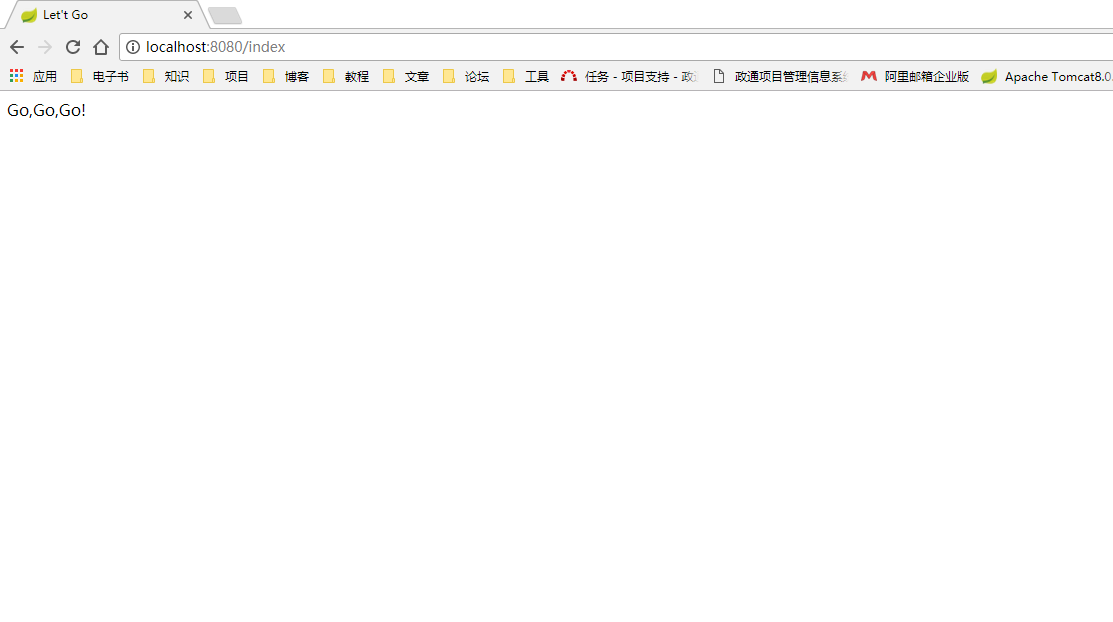 Let't Go
localhost:8080/index
应用 电子书 知识 项目 博客 教程 文章 论坛 工具 任务 - 项目支持 - 政 政通项目管理信息系 阿里邮箱企业版 Apache Tomcat8.0.
Go,Go,Go!